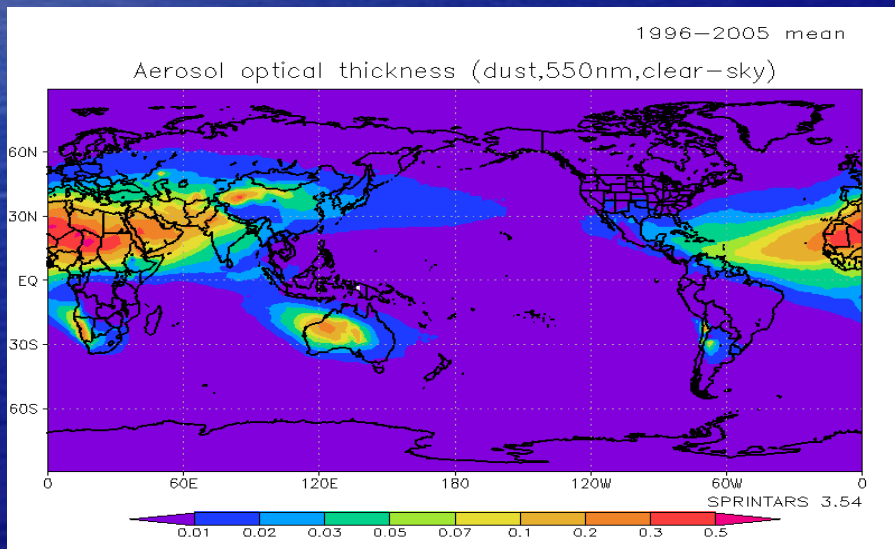 1996-2005 mean
Aerosol optical thickness (dust,550nm,clear-sky)
60N
30N
EQ
30S
60S
0 60E 120E 180 120W 60W 0
SPRINTARS 3.54
0.01 0.02 0.03 0.05 0.07 0.1 0.2 0.3 0.5